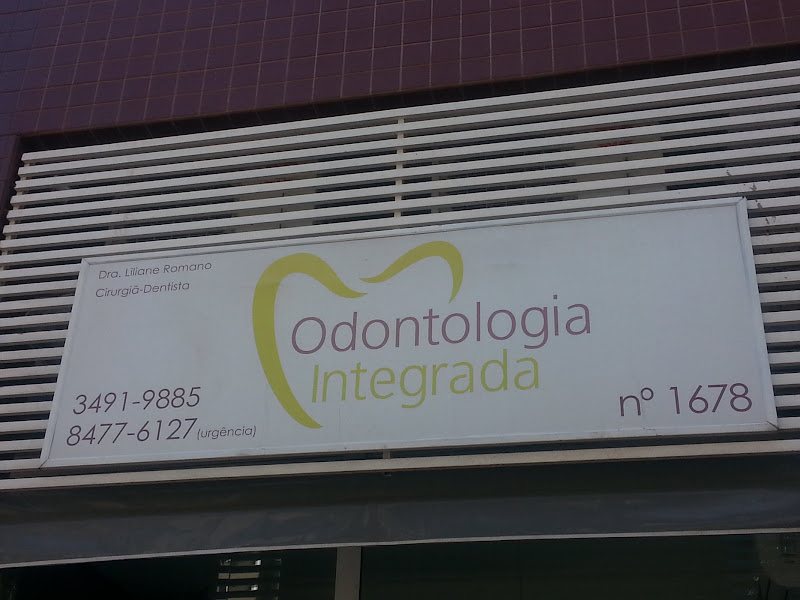 Dra. Liliane Romano
Cirurgiã-Dentista
Odontologia
Integrada
3491-9885
8477-6127 (urgência)
nº 1678